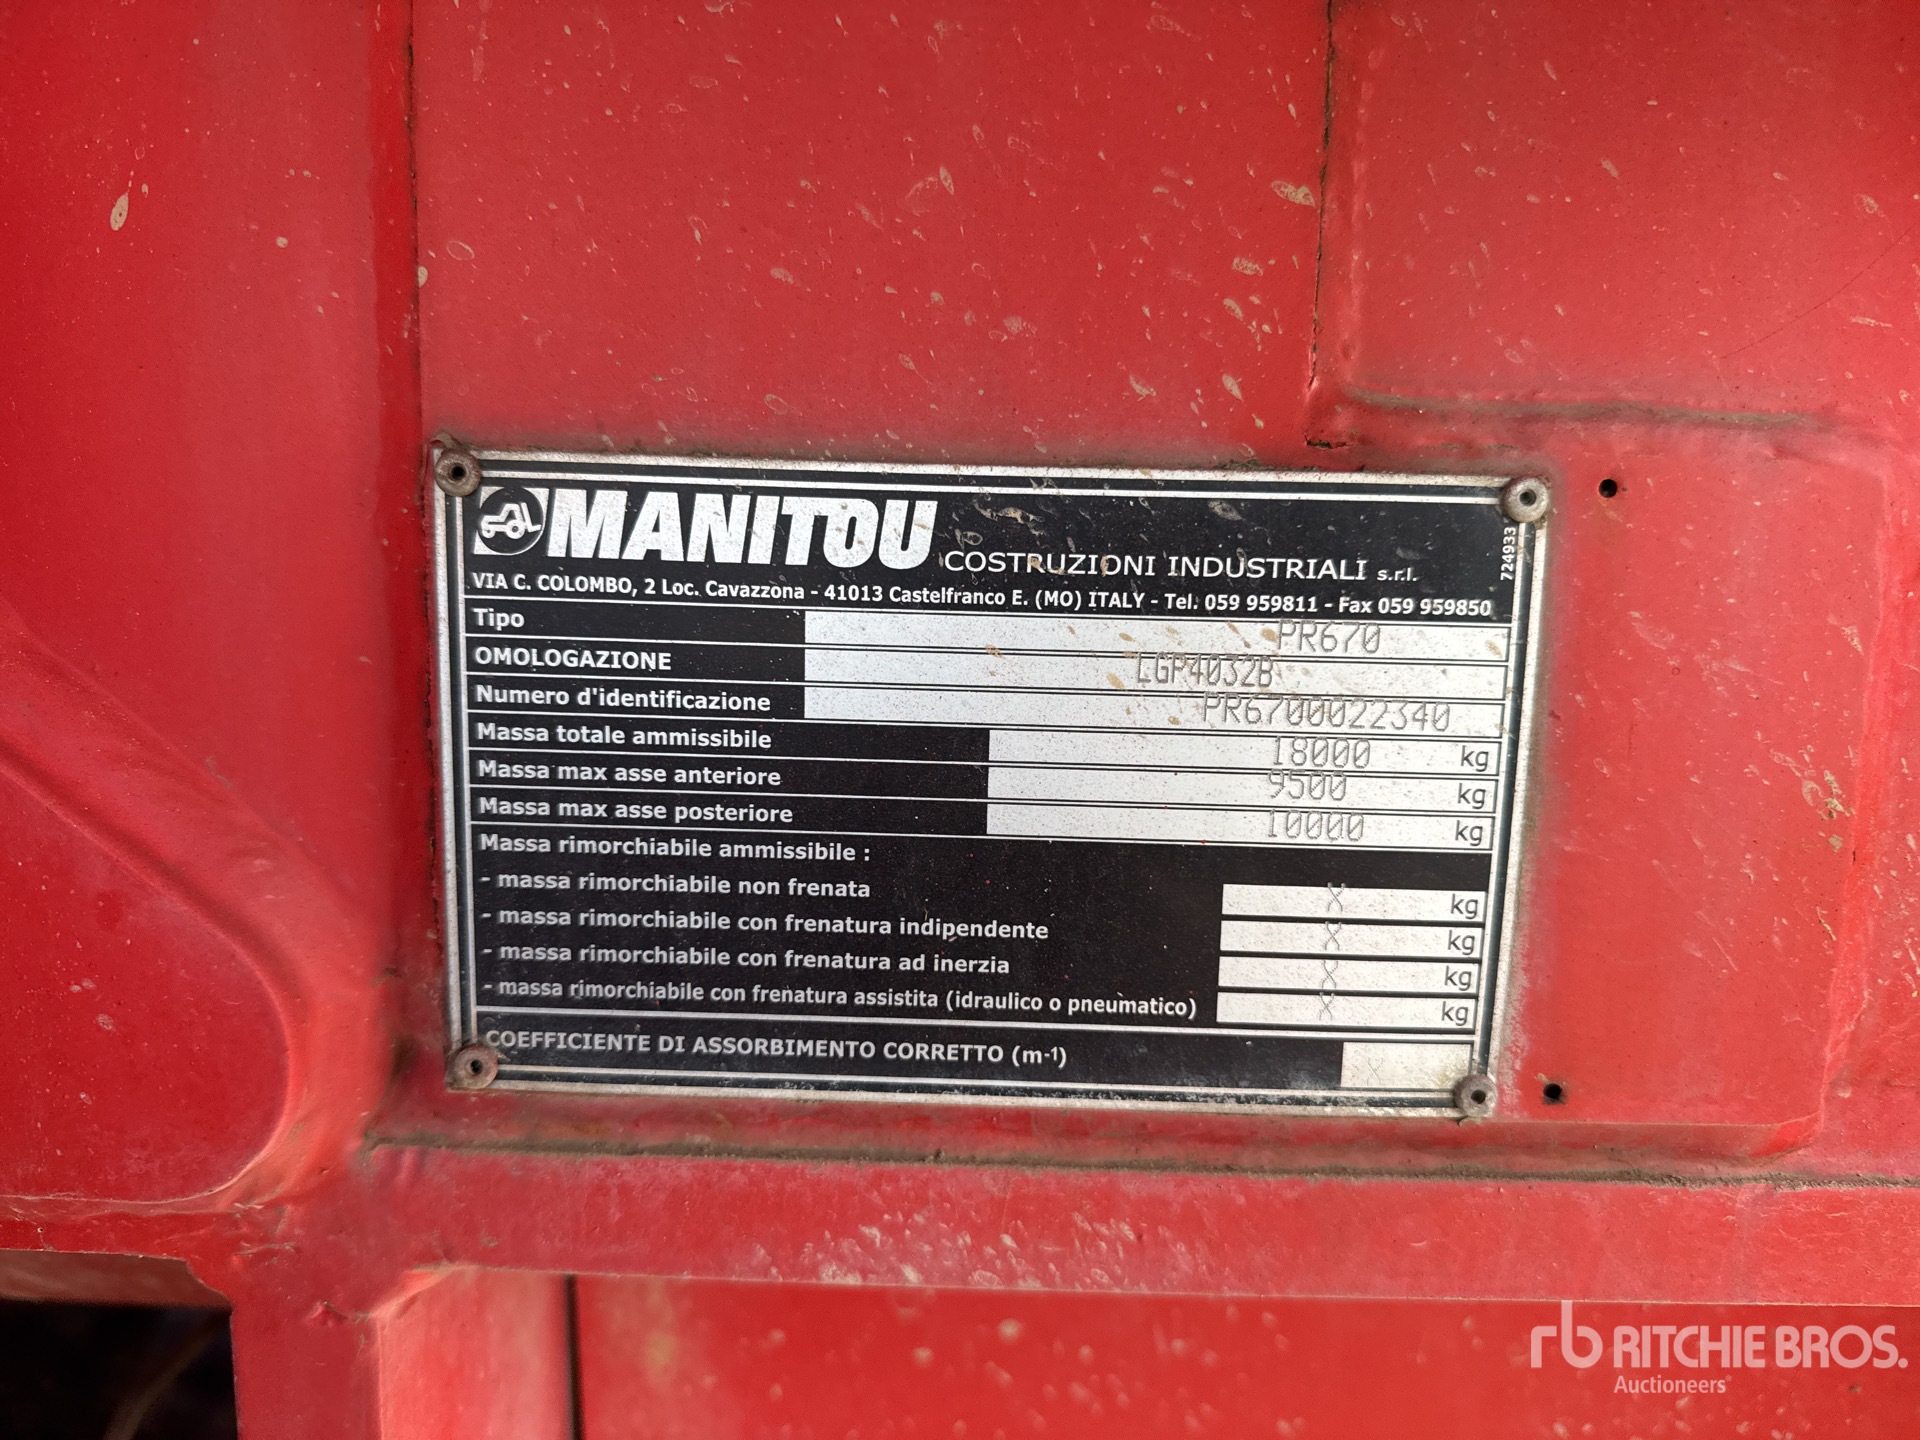 MANITOU COSTRUZIONI INDUSTRIALI s.r.l.
724933
VIA C. COLOMBO, 2 Loc. Cavazzona - 41013 Castelfranco E. (MO) ITALY - Tel. 059 959811 - Fax 059 959850
Tipo PR670
OMOLOGAZIONE LGP4032B
Numero d'identificazione PR6700022340
Massa totale ammissibile 18000 kg
Massa max asse anteriore 9500 kg
Massa max asse posteriore 10000 kg
Massa rimorchiabile ammissibile :
- massa rimorchiabile non frenata X kg
- massa rimorchiabile con frenatura indipendente X kg
- massa rimorchiabile con frenatura ad inerzia X kg
- massa rimorchiabile con frenatura assistita (idraulico o pneumatico) X kg
COEFFICIENTE DI ASSORBIMENTO CORRETTO (m-1) X
rb RITCHIE BROS.
Auctioneers